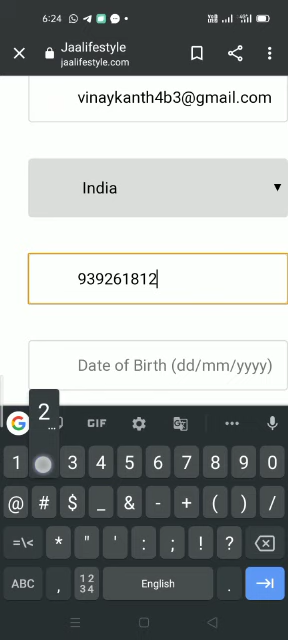 6:24
Jaalifestyle
jaalifestyle.com
vinaykanth4b3@gmail.com
India
939261812
Date of Birth (dd/mm/yyyy)
2
GIF
1 3 4 5 6 7 8 9 0
@ # $ _ & - + ( ) /
=\< * " ' : ; ! ?
ABC , 12 34 English .